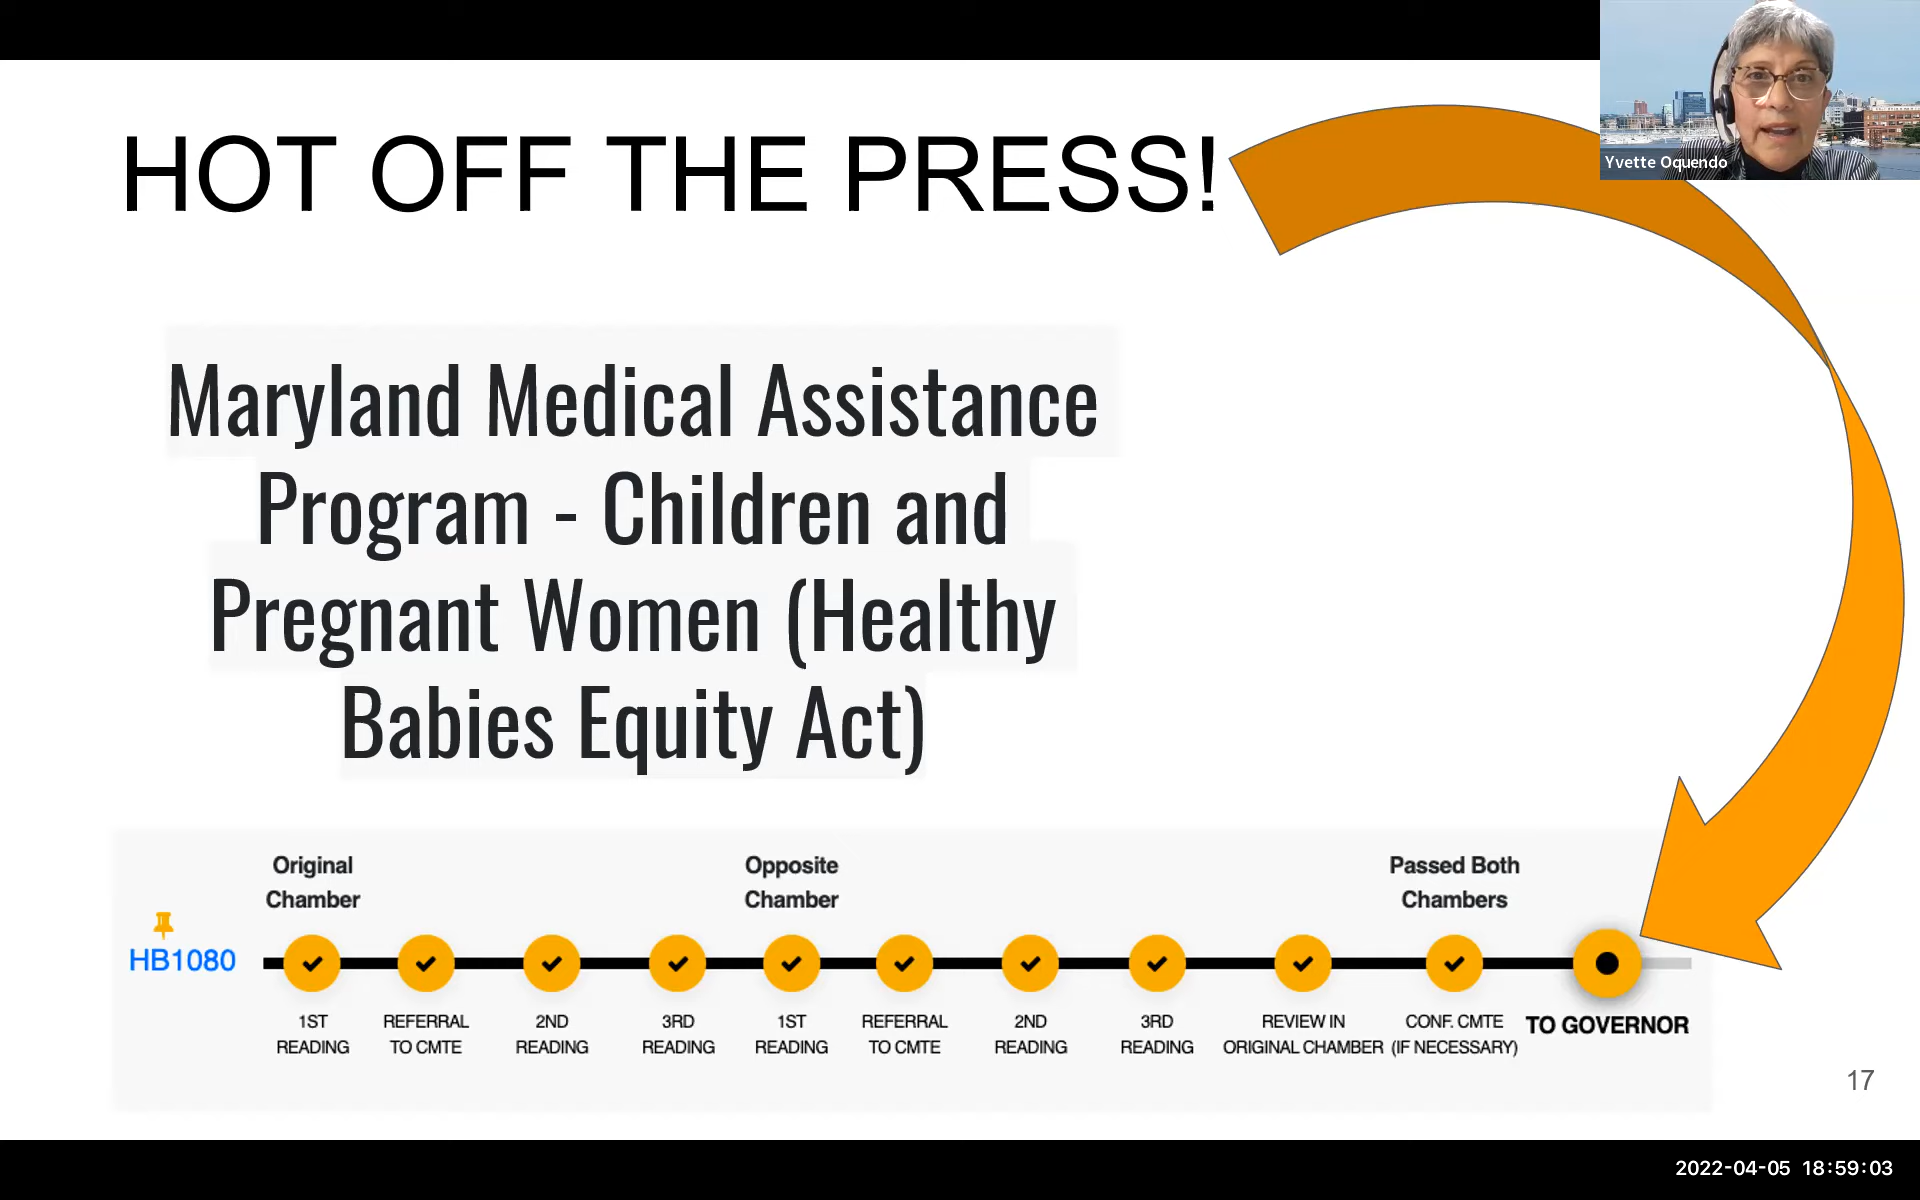 HOT OFF THE PRESS!
Yvette Oquendo
Maryland Medical Assistance
Program - Children and
Pregnant Women (Healthy
Babies Equity Act)
Original
Chamber
Opposite
Chamber
Passed Both
Chambers
HB1080
1ST
READING
REFERRAL
TO CMTE
2ND
READING
3RD
READING
1ST
READING
REFERRAL
TO CMTE
2ND
READING
3RD
READING
REVIEW IN
ORIGINAL CHAMBER
CONF. CMTE
(IF NECESSARY)
TO GOVERNOR
17
2022-04-05 18:59:03